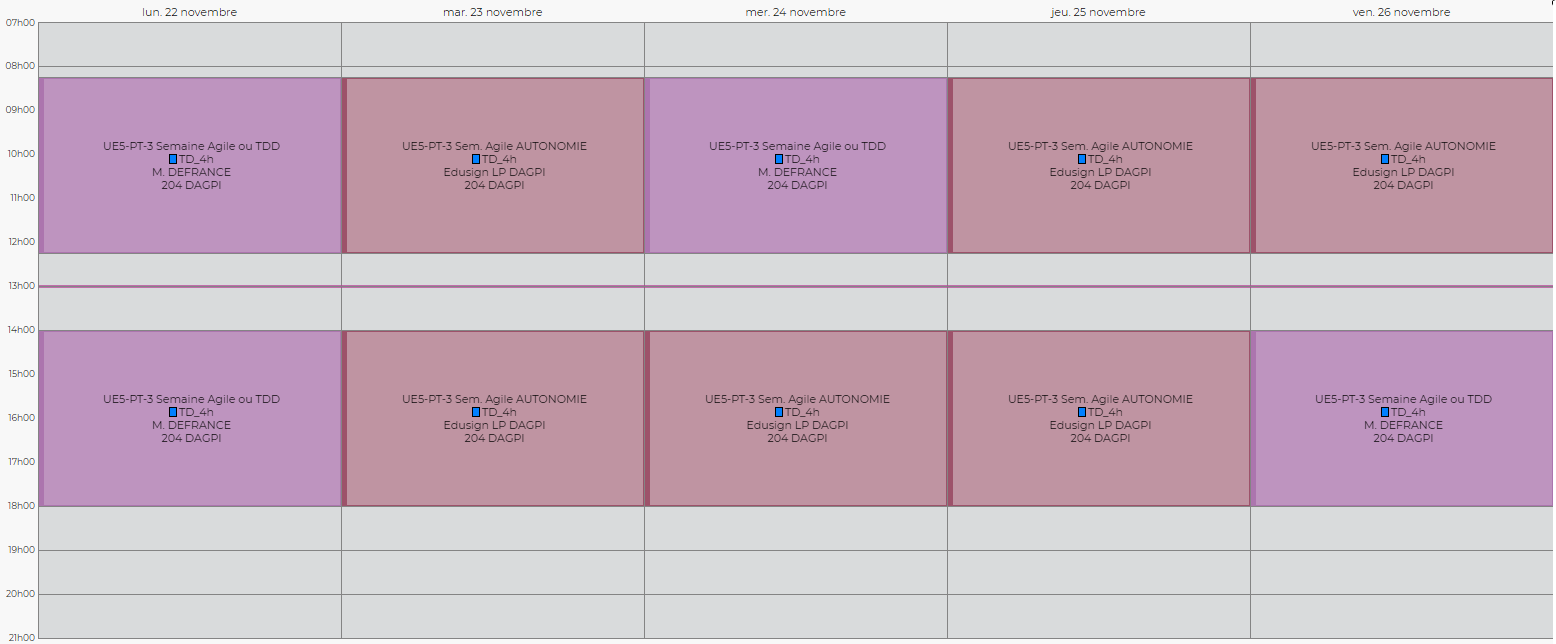 lun. 22 novembre
mar. 23 novembre
mer. 24 novembre
jeu. 25 novembre
ven. 26 novembre
07h00
08h00
09h00
10h00
11h00
12h00
13h00
14h00
15h00
16h00
17h00
18h00
19h00
20h00
21h00
UE5-PT-3 Semaine Agile ou TDD
TD_4h
M. DEFRANCE
204 DAGPI
UE5-PT-3 Sem. Agile AUTONOMIE
TD_4h
Edusign LP DAGPI
204 DAGPI
UE5-PT-3 Semaine Agile ou TDD
TD_4h
M. DEFRANCE
204 DAGPI
UE5-PT-3 Sem. Agile AUTONOMIE
TD_4h
Edusign LP DAGPI
204 DAGPI
UE5-PT-3 Sem. Agile AUTONOMIE
TD_4h
Edusign LP DAGPI
204 DAGPI
UE5-PT-3 Semaine Agile ou TDD
TD_4h
M. DEFRANCE
204 DAGPI
UE5-PT-3 Sem. Agile AUTONOMIE
TD_4h
Edusign LP DAGPI
204 DAGPI
UE5-PT-3 Sem. Agile AUTONOMIE
TD_4h
Edusign LP DAGPI
204 DAGPI
UE5-PT-3 Sem. Agile AUTONOMIE
TD_4h
Edusign LP DAGPI
204 DAGPI
UE5-PT-3 Semaine Agile ou TDD
TD_4h
M. DEFRANCE
204 DAGPI